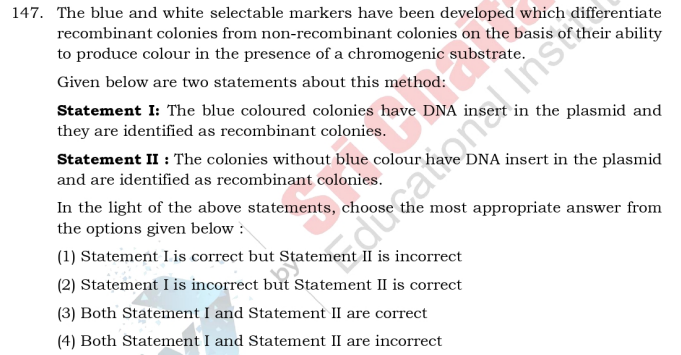 147. The blue and white selectable markers have been developed which differentiate
recombinant colonies from non-recombinant colonies on the basis of their ability
to produce colour in the presence of a chromogenic substrate.
Given below are two statements about this method:
Statement I: The blue coloured colonies have DNA insert in the plasmid and
they are identified as recombinant colonies.
Statement II : The colonies without blue colour have DNA insert in the plasmid
and are identified as recombinant colonies.
In the light of the above statements, choose the most appropriate answer from
the options given below :
(1) Statement I is correct but Statement II is incorrect
(2) Statement I is incorrect but Statement II is correct
(3) Both Statement I and Statement II are correct
(4) Both Statement I and Statement II are incorrect
by Sri Chaita
Educational Institu